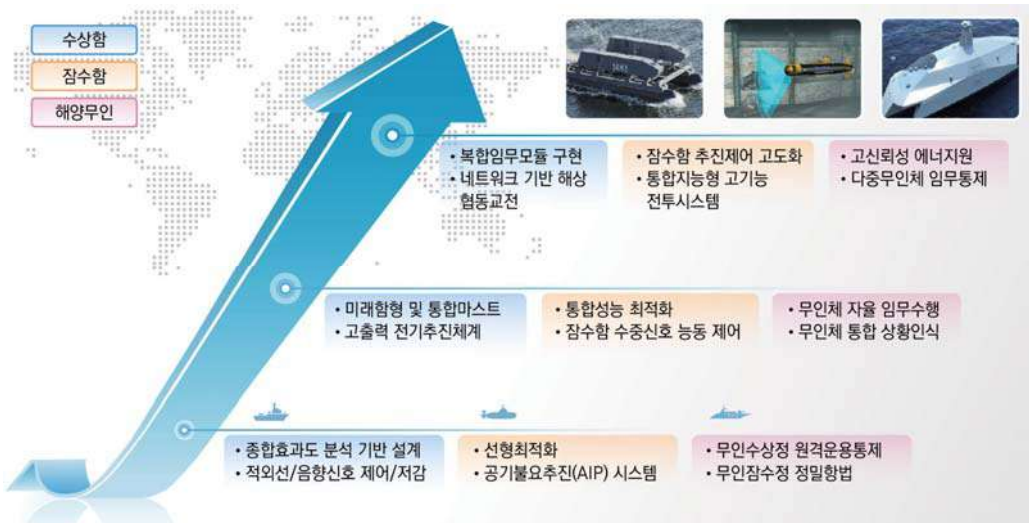 수상함
잠수함
해양무인
• 복합임무모듈 구현
• 네트워크 기반 해상
협동교전
• 잠수함 추진제어 고도화
• 통합지능형 고기능
전투시스템
• 고신뢰성 에너지원
• 다중무인체 임무통제
• 미래함형 및 통합마스트
• 고출력 전기추진체계
• 통합성능 최적화
• 잠수함 수중신호 능동 제어
• 무인체 자율 임무수행
• 무인체 통합 상황인식
• 종합효과도 분석 기반 설계
• 적외선/음향신호 제어/저감
• 선형최적화
• 공기불요추진(AIP) 시스템
• 무인수상정 원격운용통제
• 무인잠수정 정밀항법